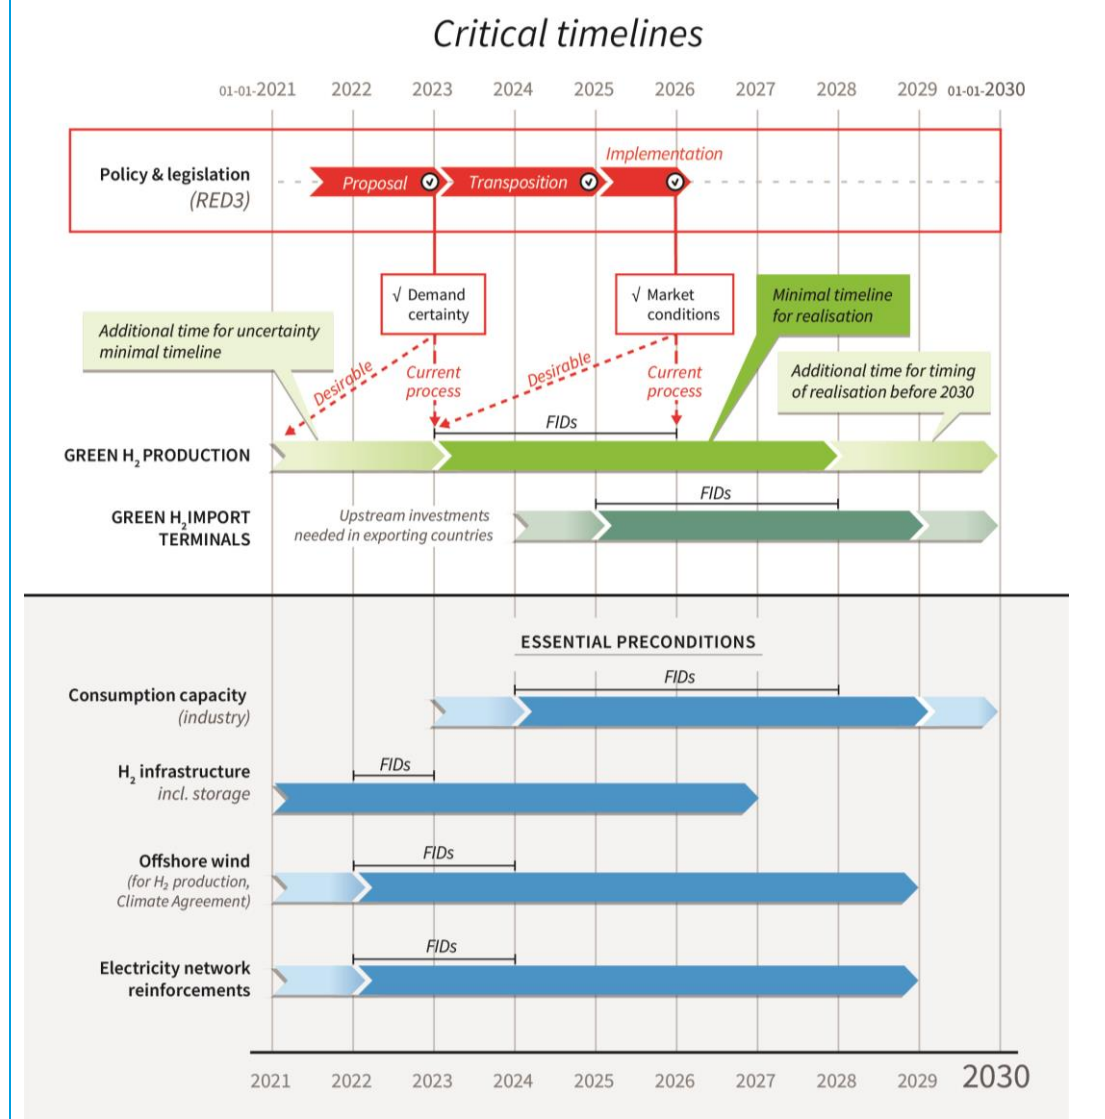 Critical timelines
01-01-2021 2022 2023 2024 2025 2026 2027 2028 2029 01-01-2030
Implementation
Policy & legislation
(RED3)
Proposal
Transposition
√ Demand
certainty
√ Market
conditions
Minimal timeline
for realisation
Additional time for uncertainty
minimal timeline
Additional time for timing
of realisation before 2030
Desirable
Current
process
Desirable
Current
process
FIDs
GREEN H₂ PRODUCTION
FIDs
GREEN H₂ IMPORT
TERMINALS
Upstream investments
needed in exporting countries
ESSENTIAL PRECONDITIONS
FIDs
Consumption capacity
(industry)
FIDs
H₂ infrastructure
incl. storage
FIDs
Offshore wind
(for H₂ production,
Climate Agreement)
FIDs
Electricity network
reinforcements
2021 2022 2023 2024 2025 2026 2027 2028 2029 2030